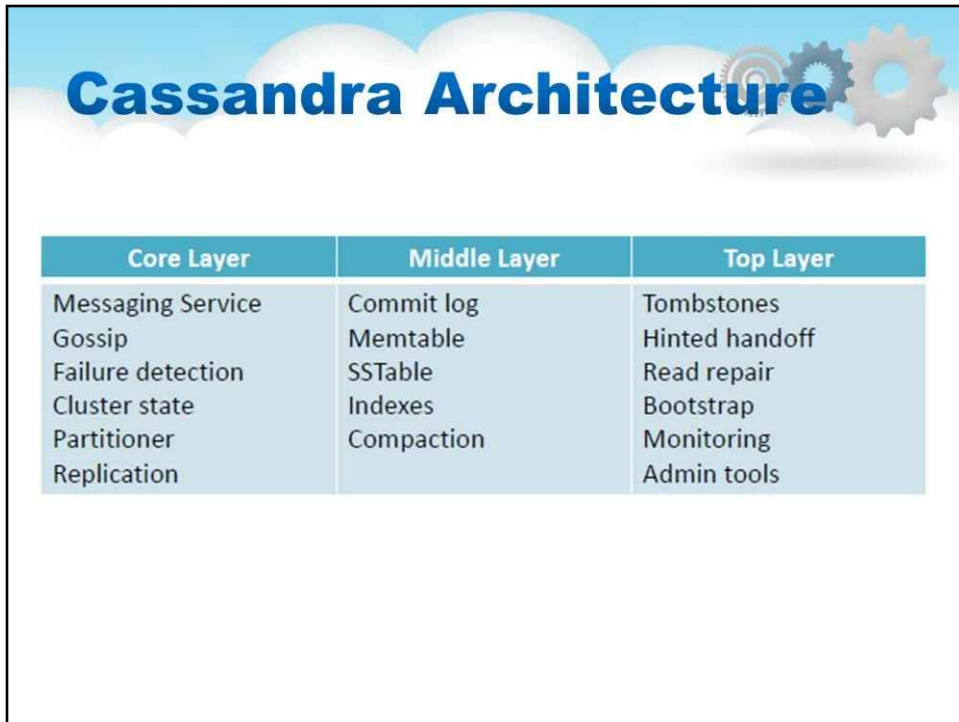 Cassandra Architecture
Core Layer
Messaging Service
Gossip
Failure detection
Cluster state
Partitioner
Replication
Middle Layer
Commit log
Memtable
SSTable
Indexes
Compaction
Top Layer
Tombstones
Hinted handoff
Read repair
Bootstrap
Monitoring
Admin tools